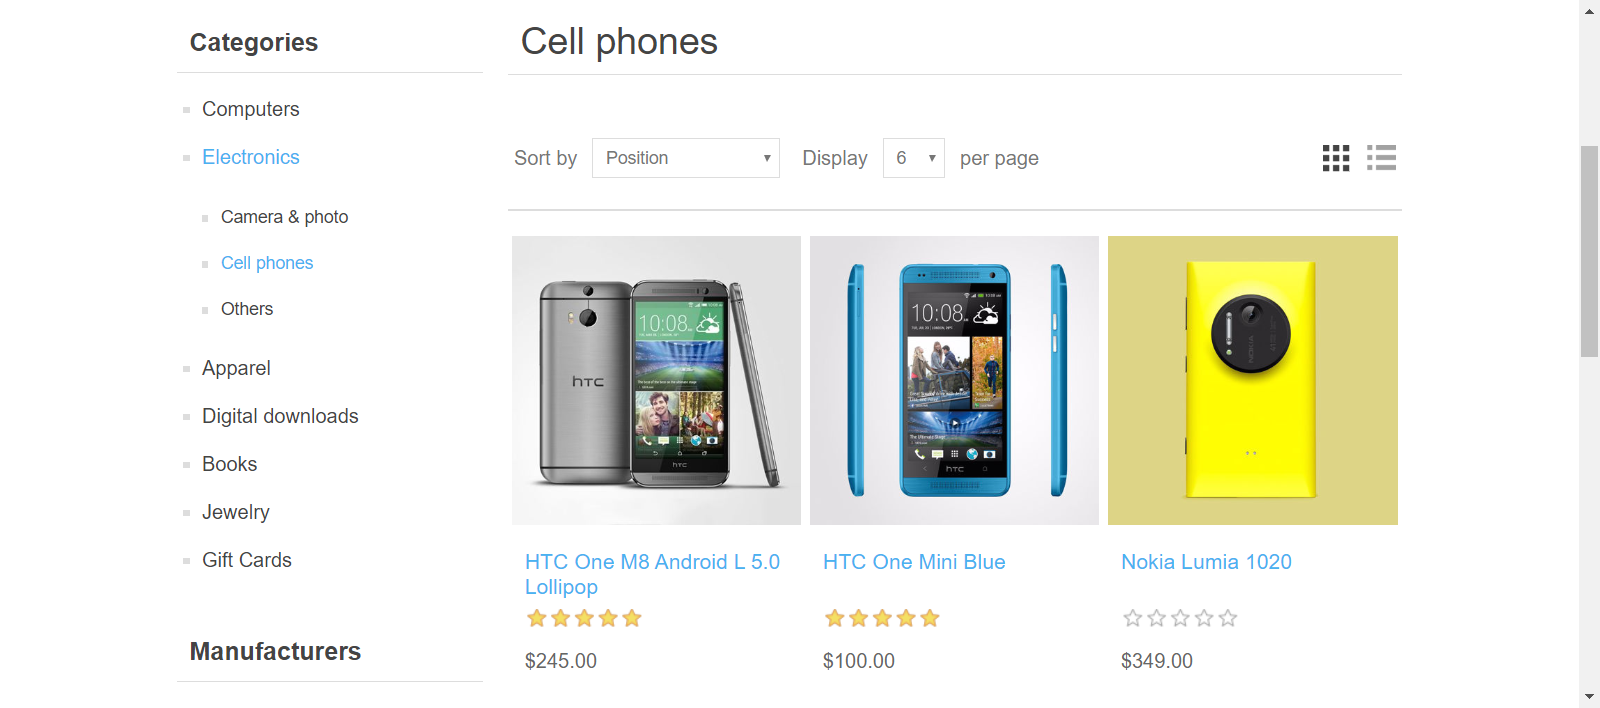 Categories
Computers
Electronics
Camera & photo
Cell phones
Others
Apparel
Digital downloads
Books
Jewelry
Gift Cards
Manufacturers
Cell phones
Sort by Position Display 6 per page
hTC
10:08
hTC
10:08
hTC
NOKIA
HTC One M8 Android L 5.0
Lollipop
$245.00
HTC One Mini Blue
$100.00
Nokia Lumia 1020
$349.00